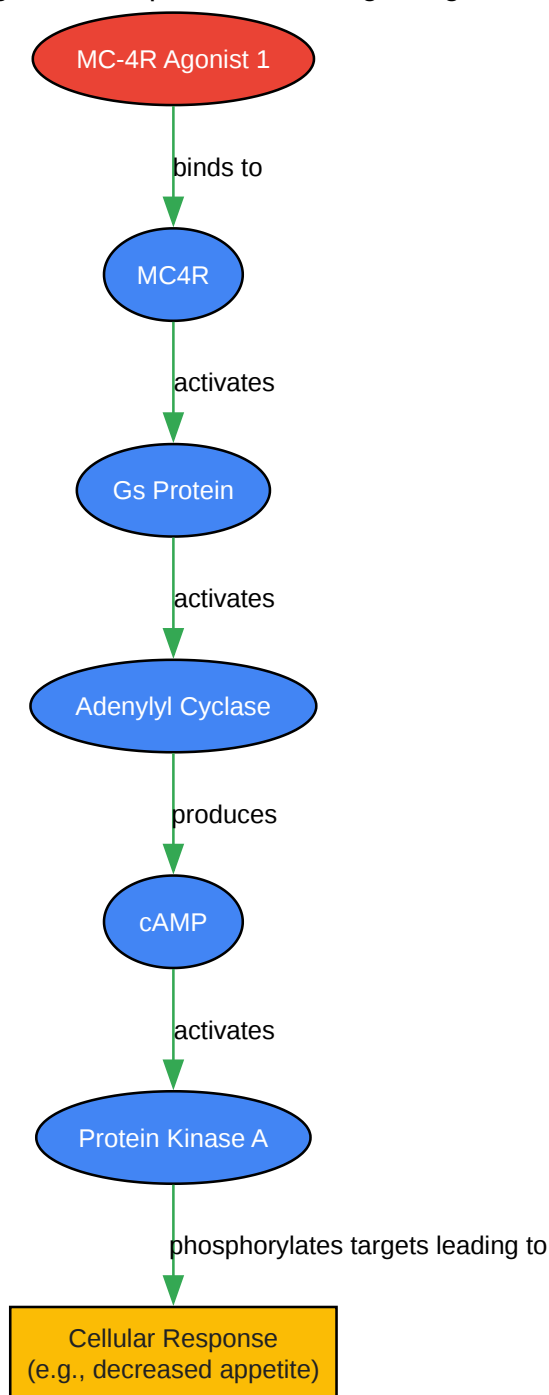 MC-4R Agonist 1
binds to
MC4R
activates
Gs Protein
activates
Adenylyl Cyclase
produces
cAMP
activates
Protein Kinase A
phosphorylates targets leading to
Cellular Response
(e.g., decreased appetite)